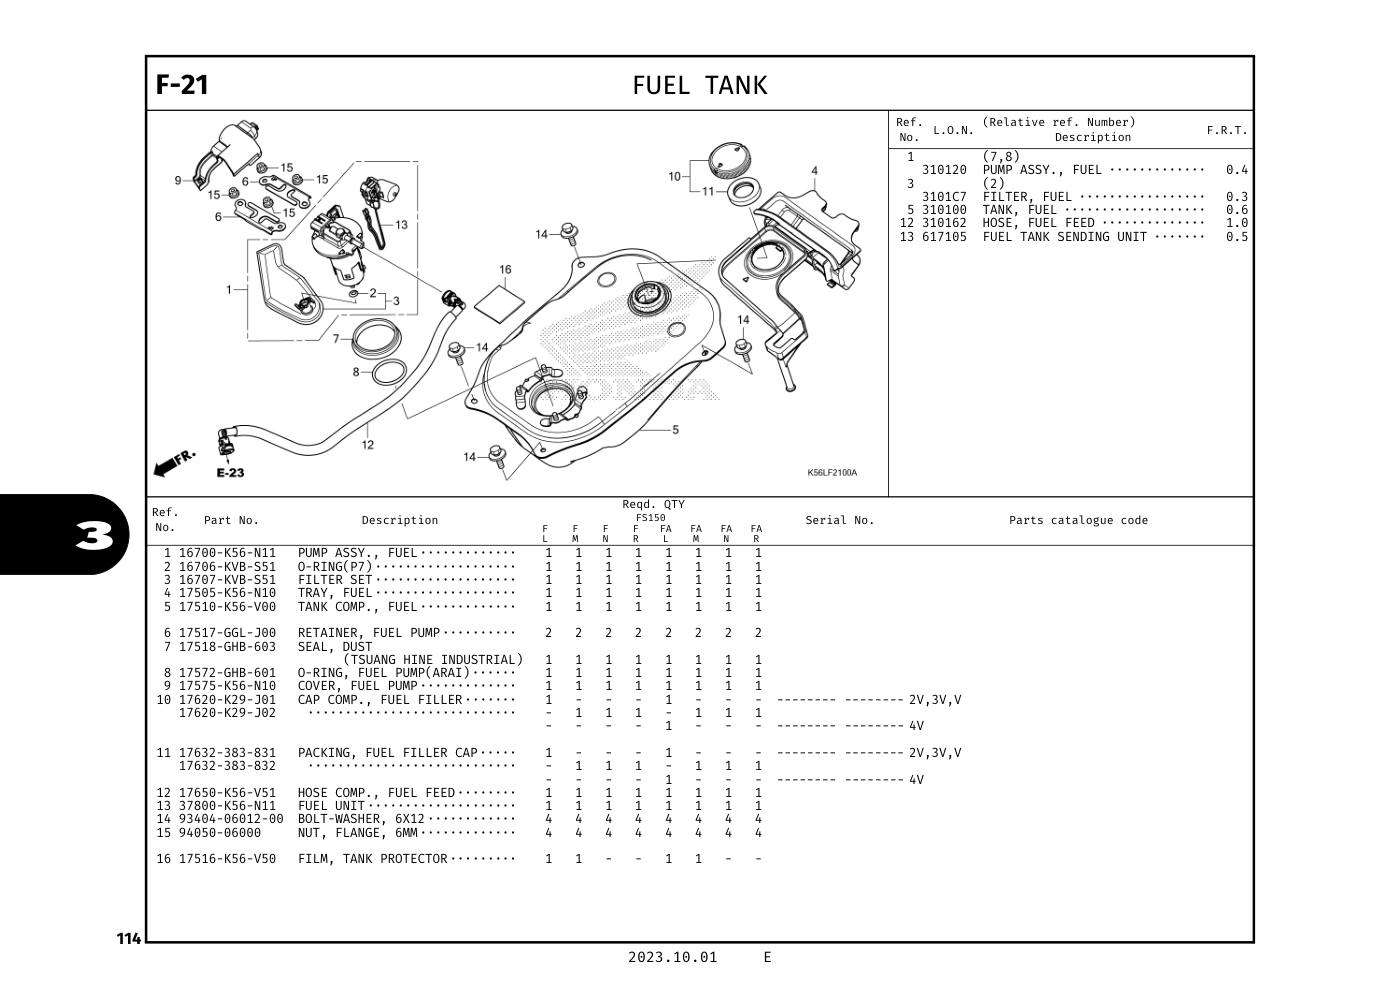 F-21 FUEL TANK
9
15
6
15
15
15
6
13
1
2
3
7
8
12
14
16
14
14
14
10
11
4
5
HONDA
FR.
E-23
K56LF2100A
Ref. No. L.O.N. (Relative ref. Number) Description F.R.T.
1 (7,8)
310120 PUMP ASSY., FUEL ············· 0.4
3 (2)
3101C7 FILTER, FUEL ················· 0.3
5 310100 TANK, FUEL ··················· 0.6
12 310162 HOSE, FUEL FEED ·············· 1.0
13 617105 FUEL TANK SENDING UNIT ······· 0.5
3
Reqd. QTY
Ref. No. Part No. Description FS150 Serial No. Parts catalogue code
F F F F FA FA FA FA
L M N R L M N R
1 16700-K56-N11 PUMP ASSY., FUEL············· 1 1 1 1 1 1 1 1
2 16706-KVB-S51 O-RING(P7)··················· 1 1 1 1 1 1 1 1
3 16707-KVB-S51 FILTER SET··················· 1 1 1 1 1 1 1 1
4 17505-K56-N10 TRAY, FUEL··················· 1 1 1 1 1 1 1 1
5 17510-K56-V00 TANK COMP., FUEL············· 1 1 1 1 1 1 1 1
6 17517-GGL-J00 RETAINER, FUEL PUMP·········· 2 2 2 2 2 2 2 2
7 17518-GHB-603 SEAL, DUST
(TSUANG HINE INDUSTRIAL) 1 1 1 1 1 1 1 1
8 17572-GHB-601 O-RING, FUEL PUMP(ARAI)······ 1 1 1 1 1 1 1 1
9 17575-K56-N10 COVER, FUEL PUMP············· 1 1 1 1 1 1 1 1
10 17620-K29-J01 CAP COMP., FUEL FILLER······· 1 - - - 1 - - - -------- -------- 2V,3V,V
17620-K29-J02 ···························· - 1 1 1 - 1 1 1
- - - - 1 - - - -------- -------- 4V
11 17632-383-831 PACKING, FUEL FILLER CAP····· 1 - - - 1 - - - -------- -------- 2V,3V,V
17632-383-832 ···························· - 1 1 1 - 1 1 1
- - - - 1 - - - -------- -------- 4V
12 17650-K56-V51 HOSE COMP., FUEL FEED········ 1 1 1 1 1 1 1 1
13 37800-K56-N11 FUEL UNIT···················· 1 1 1 1 1 1 1 1
14 93404-06012-00 BOLT-WASHER, 6X12············ 4 4 4 4 4 4 4 4
15 94050-06000 NUT, FLANGE, 6MM············· 4 4 4 4 4 4 4 4
16 17516-K56-V50 FILM, TANK PROTECTOR········· 1 1 - - 1 1 - -
114
2023.10.01 E